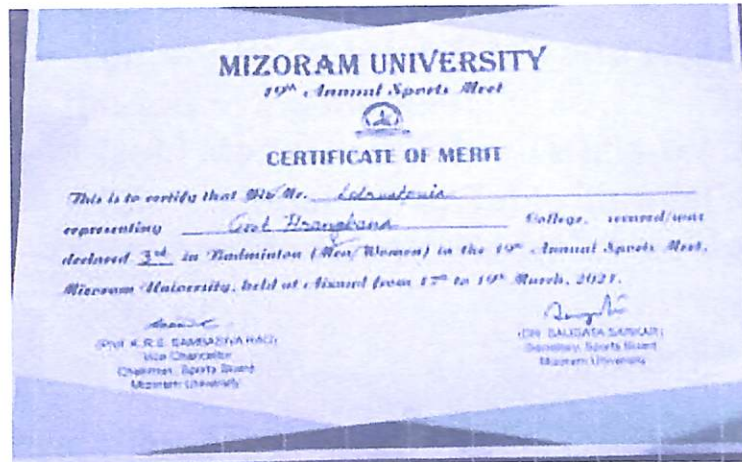 MIZORAM UNIVERSITY
19th Annual Sports Meet
CERTIFICATE OF MERIT
This is to certify that Ms/Mr.
representing Govt Hrangbana College, secured/was
declared 3rd in Badminton (Men/Women) in the 19th Annual Sports Meet,
Mizoram University, held at Aizawl from 17th to 19th March, 2021.
(Prof. K.R.S. SAMBASIVA RAO)
Vice Chancellor
Chairman, Sports Board
Mizoram University
(DR. SAUGATA SARKAR)
Secretary, Sports Board
Mizoram University